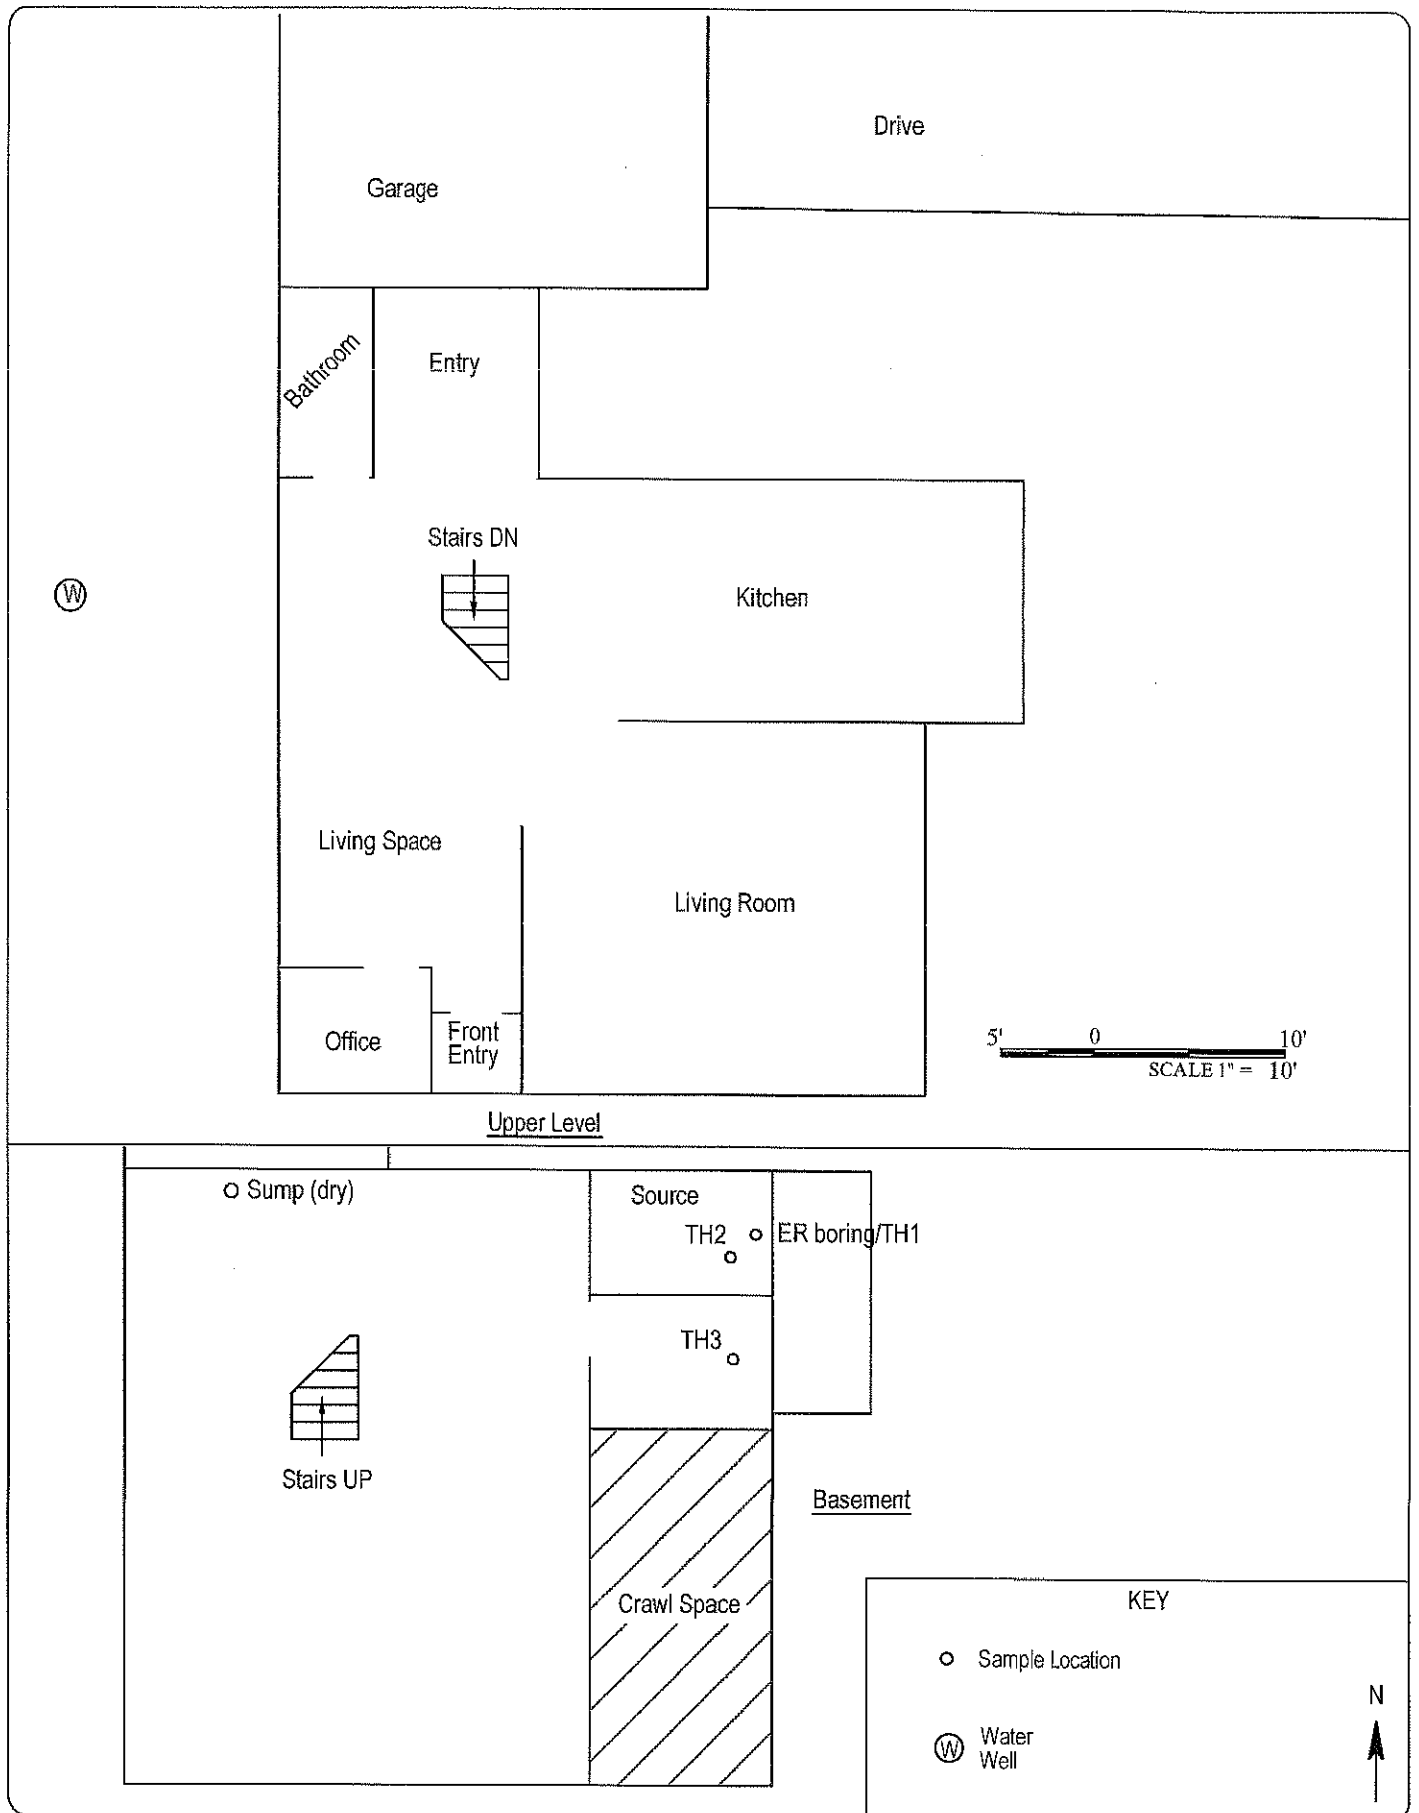 Drive
Garage
Bathroom
Entry
Stairs DN
W
Kitchen
Living Space
Living Room
Office
Front
Entry
5' 0 10'
SCALE 1" = 10'
Upper Level
Sump (dry)
Source
TH2
ER boring/TH1
TH3
Stairs UP
Basement
Crawl Space
KEY
Sample Location
N
W
Water
Well